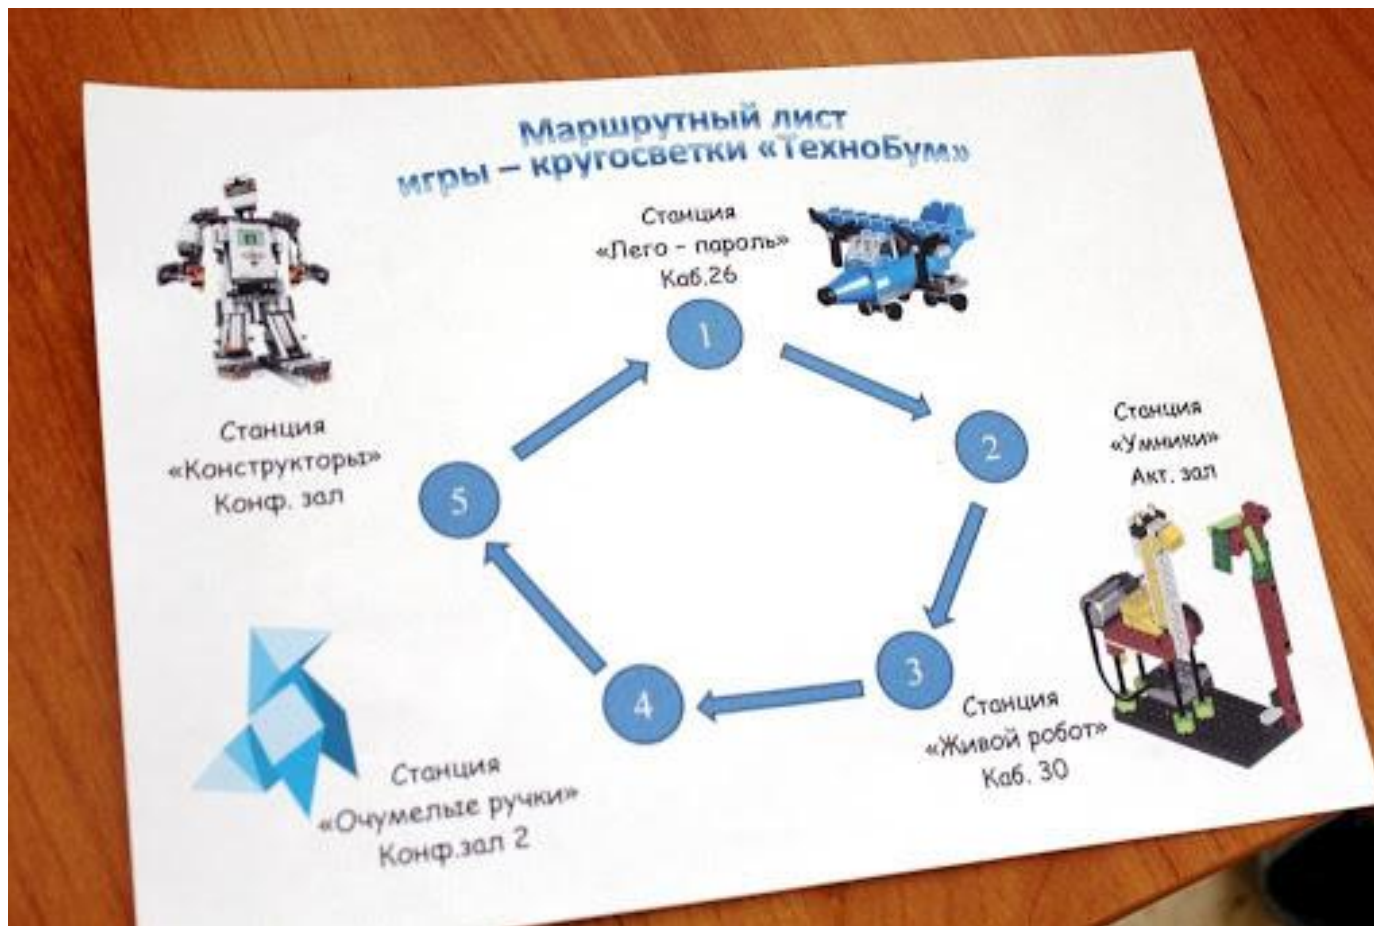 Маршрутный лист
игры – кругосветки «ТехноБум»
Станция
«Лего - пароль»
Каб.26
1
2
Станция
«Умники»
Акт. зал
3
Станция
«Живой робот»
Каб. 30
4
Станция
«Очумелые ручки»
Конф.зал 2
5
Станция
«Конструкторы»
Конф. зал